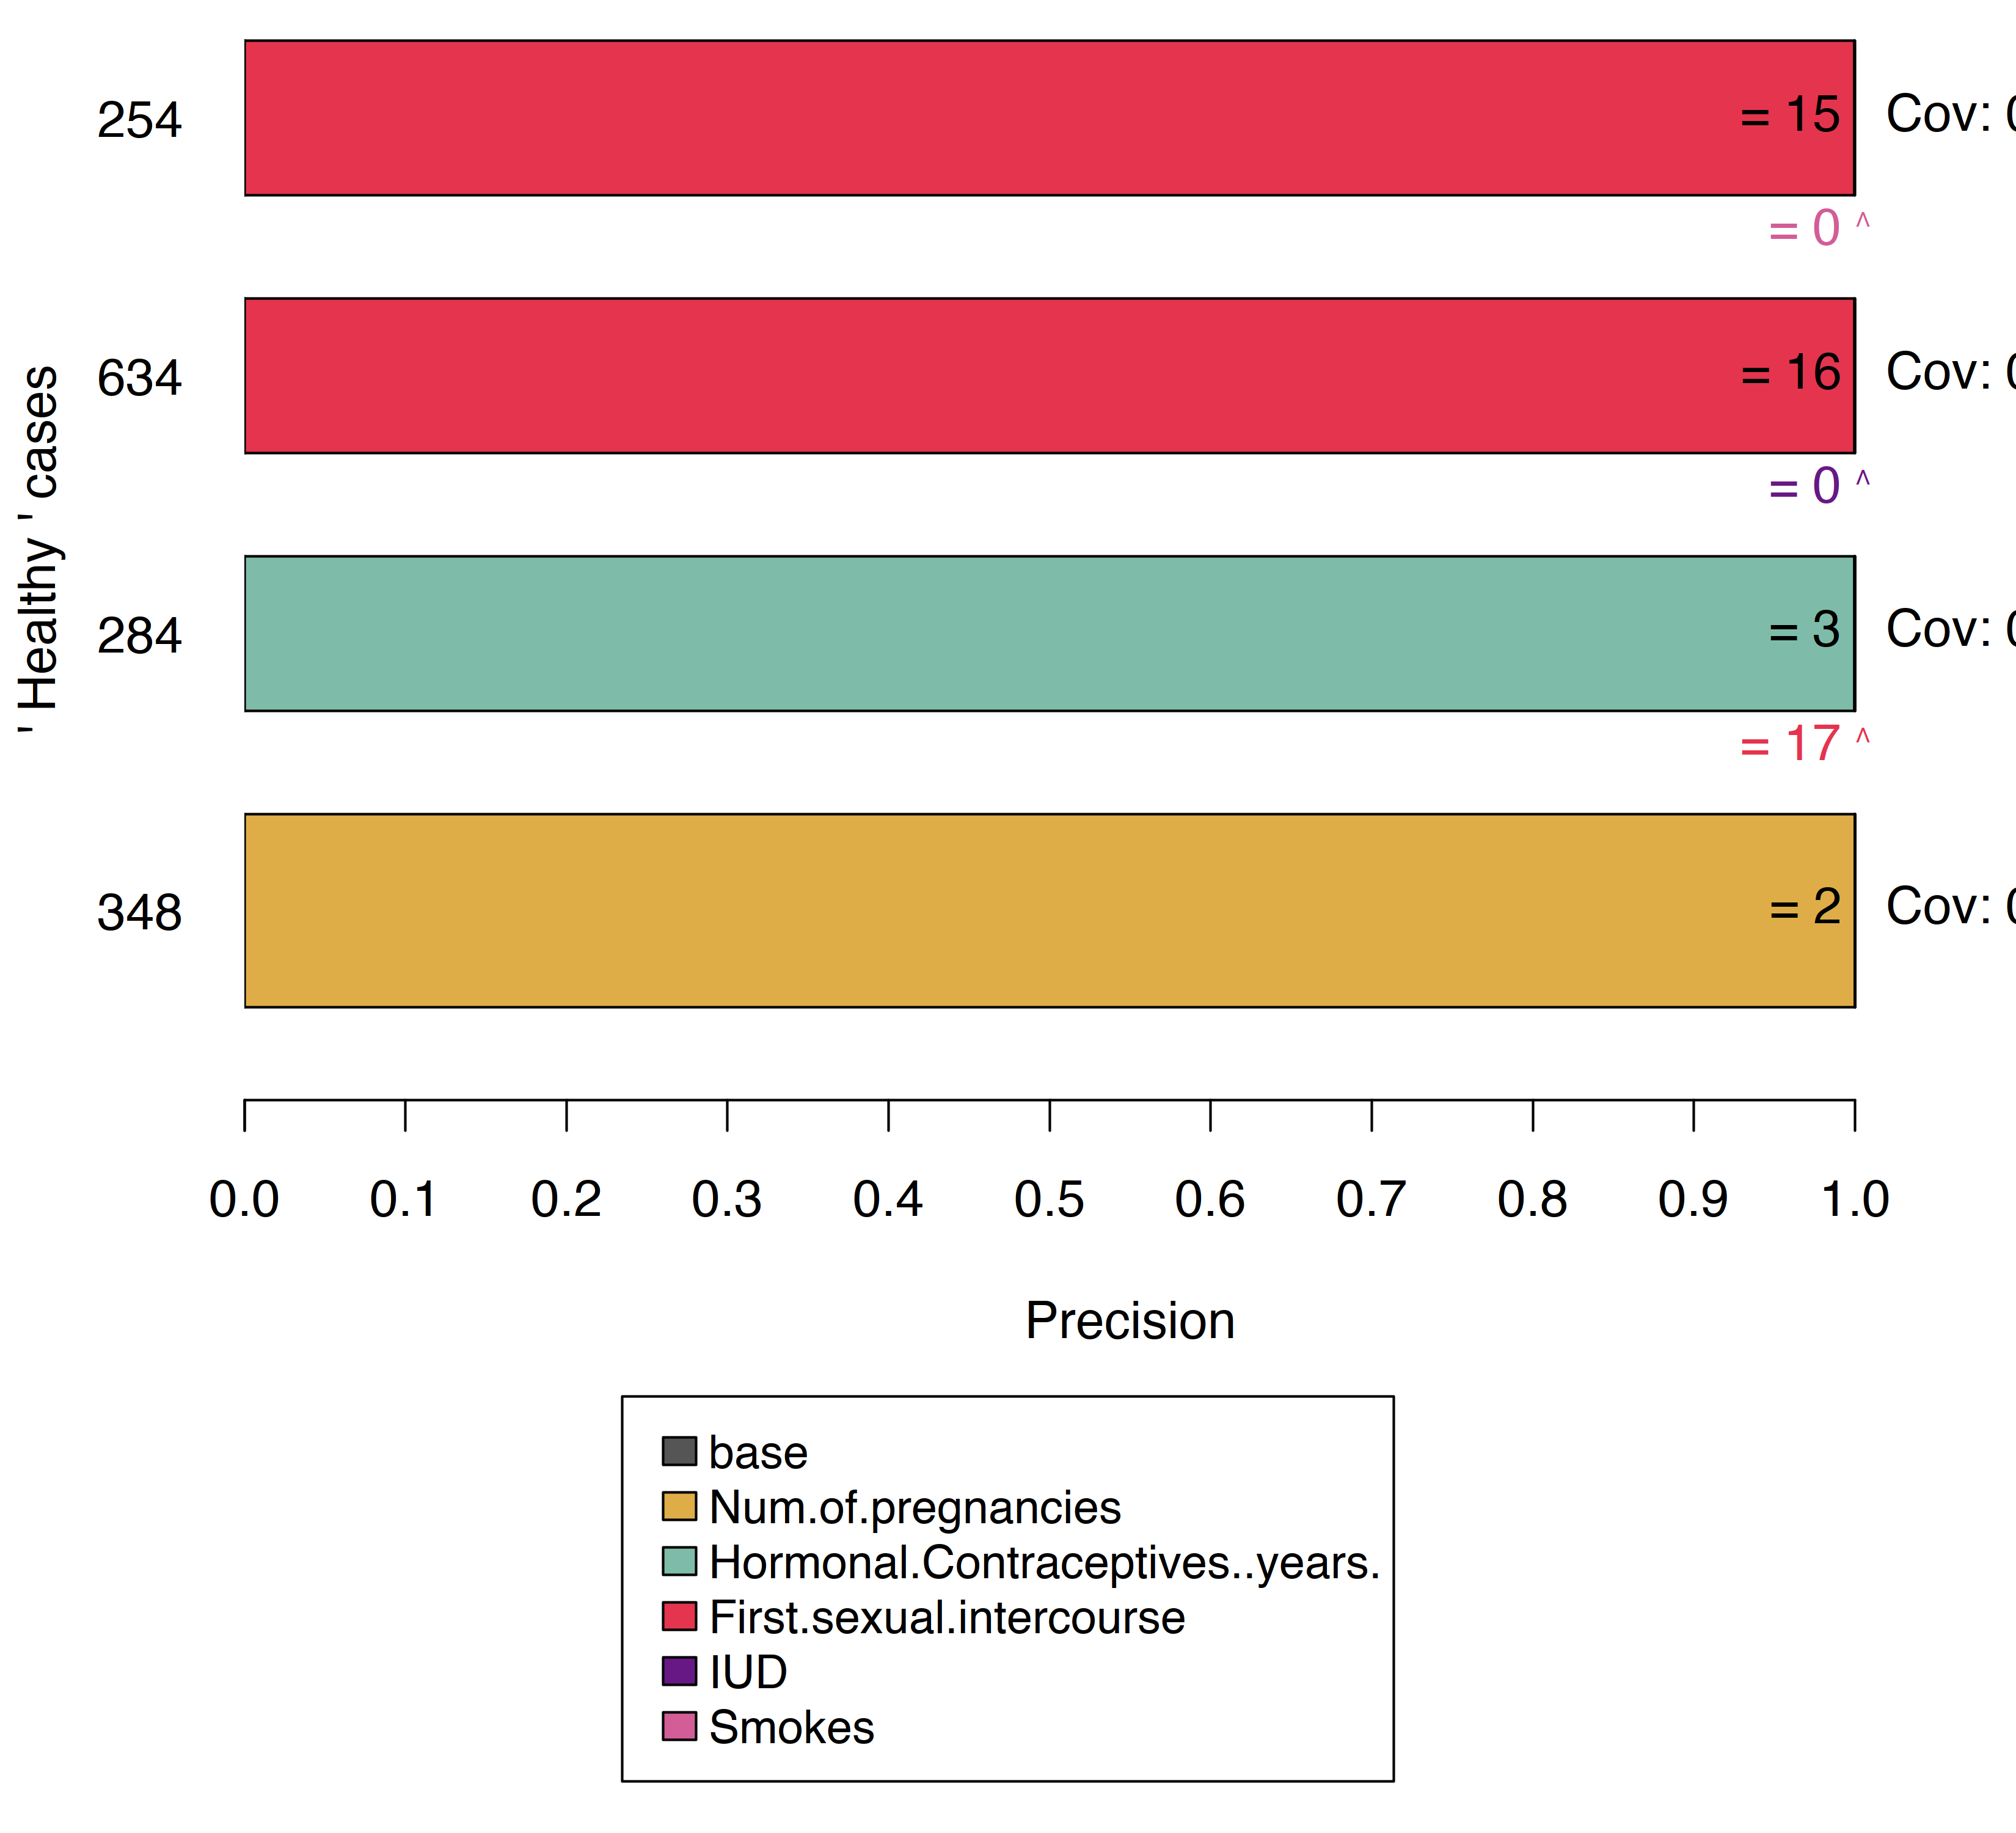 ' Healthy ' cases
254
= 15
Cov: 0
= 0 ^
634
= 16
Cov: 0
= 0 ^
284
= 3
Cov: 0
= 17 ^
348
= 2
Cov: 0
0.0 0.1 0.2 0.3 0.4 0.5 0.6 0.7 0.8 0.9 1.0
Precision
base
Num.of.pregnancies
Hormonal.Contraceptives..years.
First.sexual.intercourse
IUD
Smokes